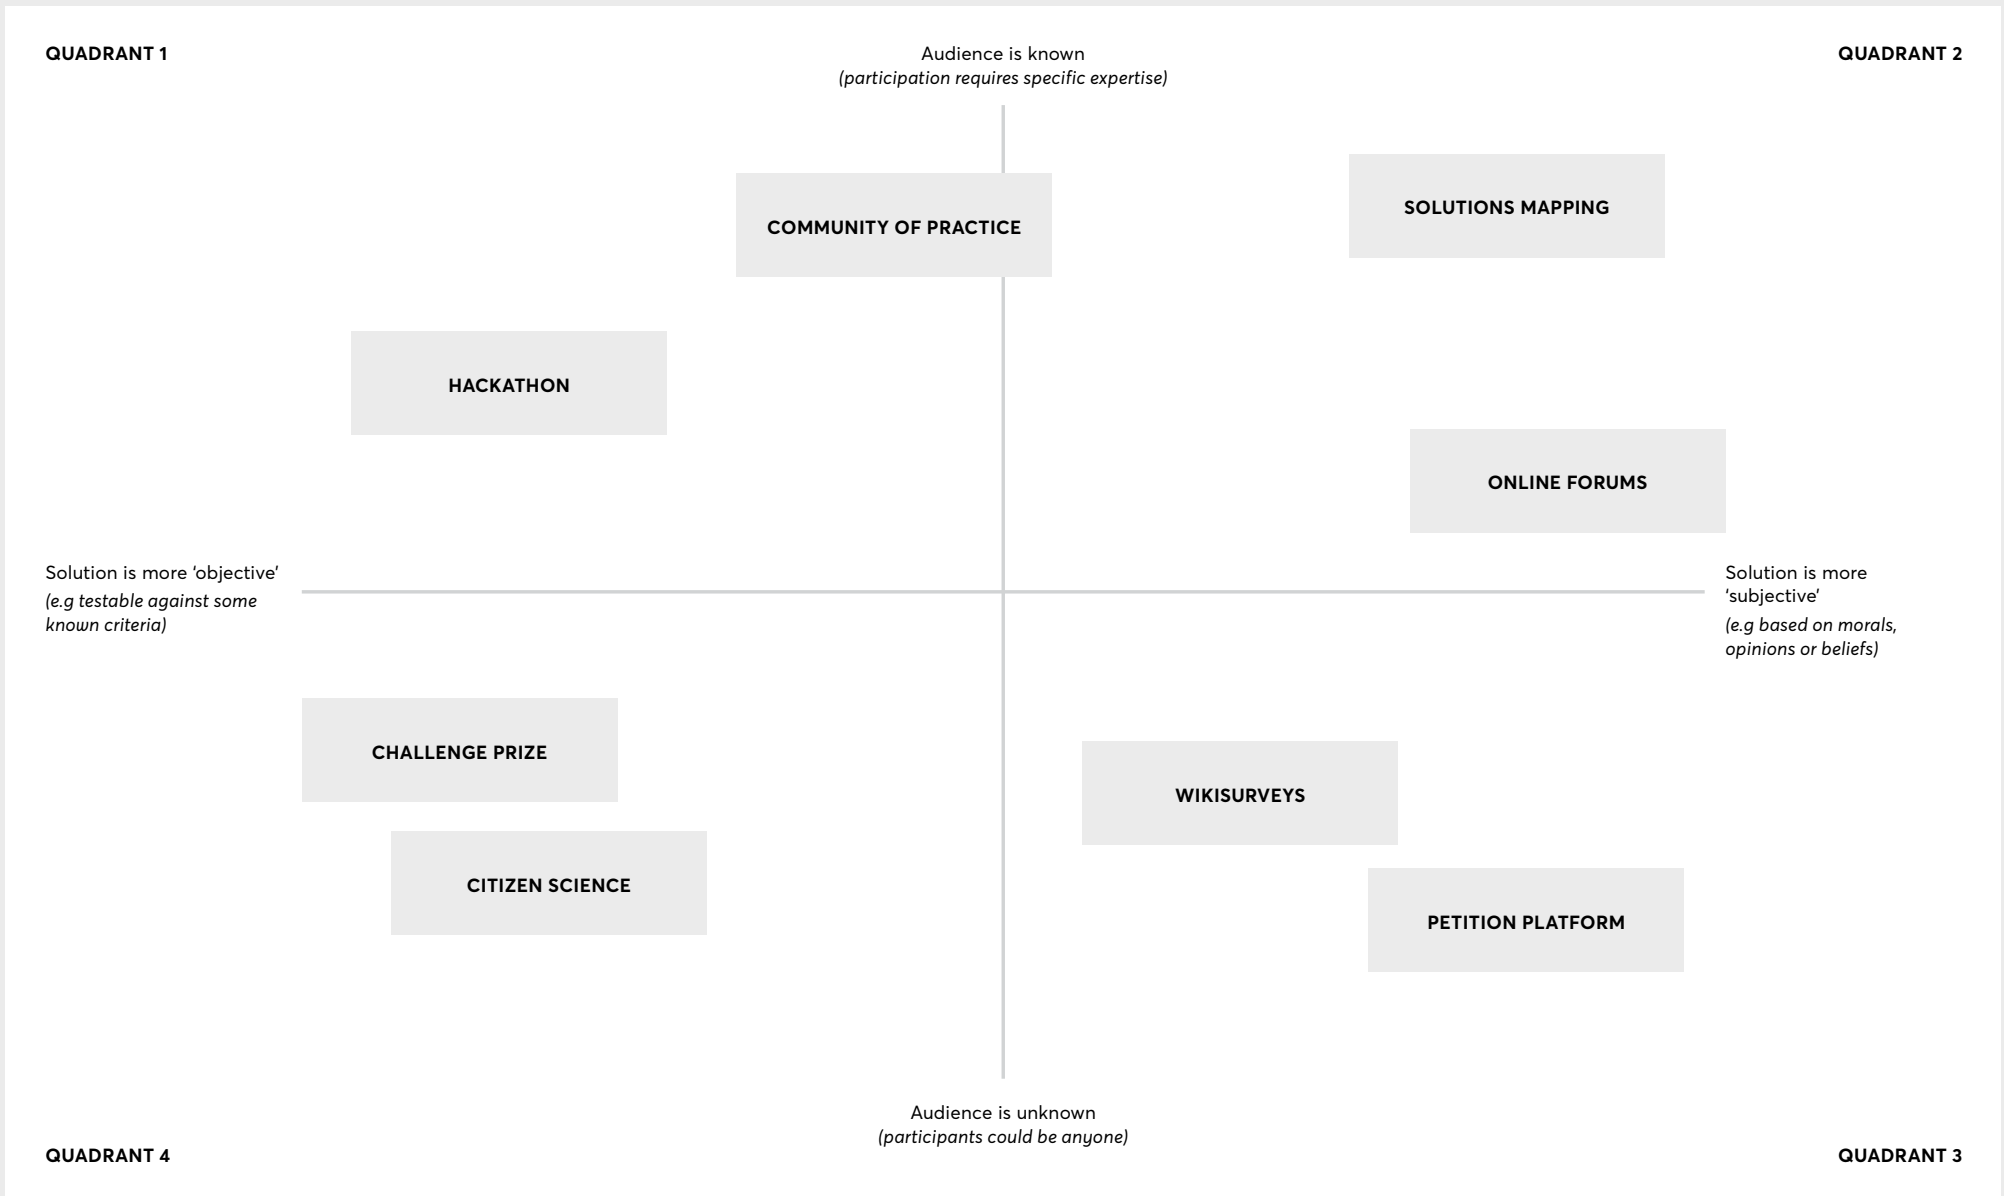 QUADRANT 1
Audience is known
(participation requires specific expertise)
QUADRANT 2
SOLUTIONS MAPPING
COMMUNITY OF PRACTICE
HACKATHON
ONLINE FORUMS
Solution is more ‘objective’
(e.g testable against some
known criteria)
Solution is more
‘subjective’
(e.g based on morals,
opinions or beliefs)
CHALLENGE PRIZE
WIKISURVEYS
CITIZEN SCIENCE
PETITION PLATFORM
Audience is unknown
(participants could be anyone)
QUADRANT 4
QUADRANT 3